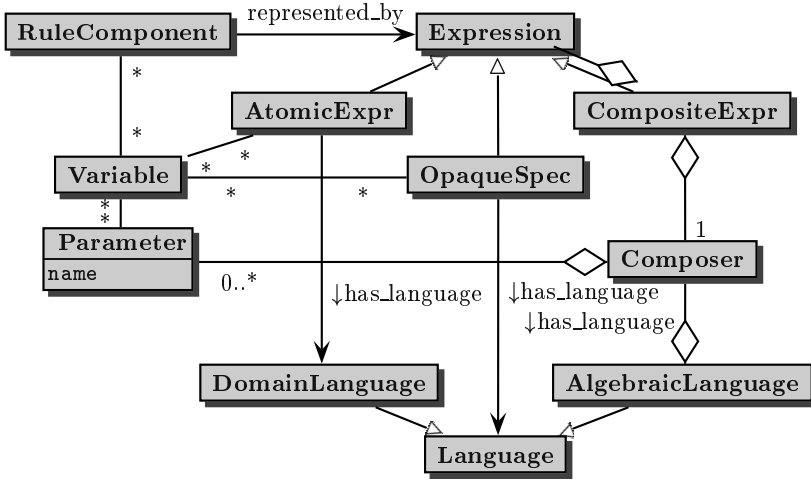 represented_by
RuleComponent
Expression
*
AtomicExpr
CompositeExpr
*
*
*
Variable
*
*
OpaqueSpec
*
*
1
Parameter
name
Composer
0..*
↓has_language
↓has_language
↓has_language
DomainLanguage
AlgebraicLanguage
Language